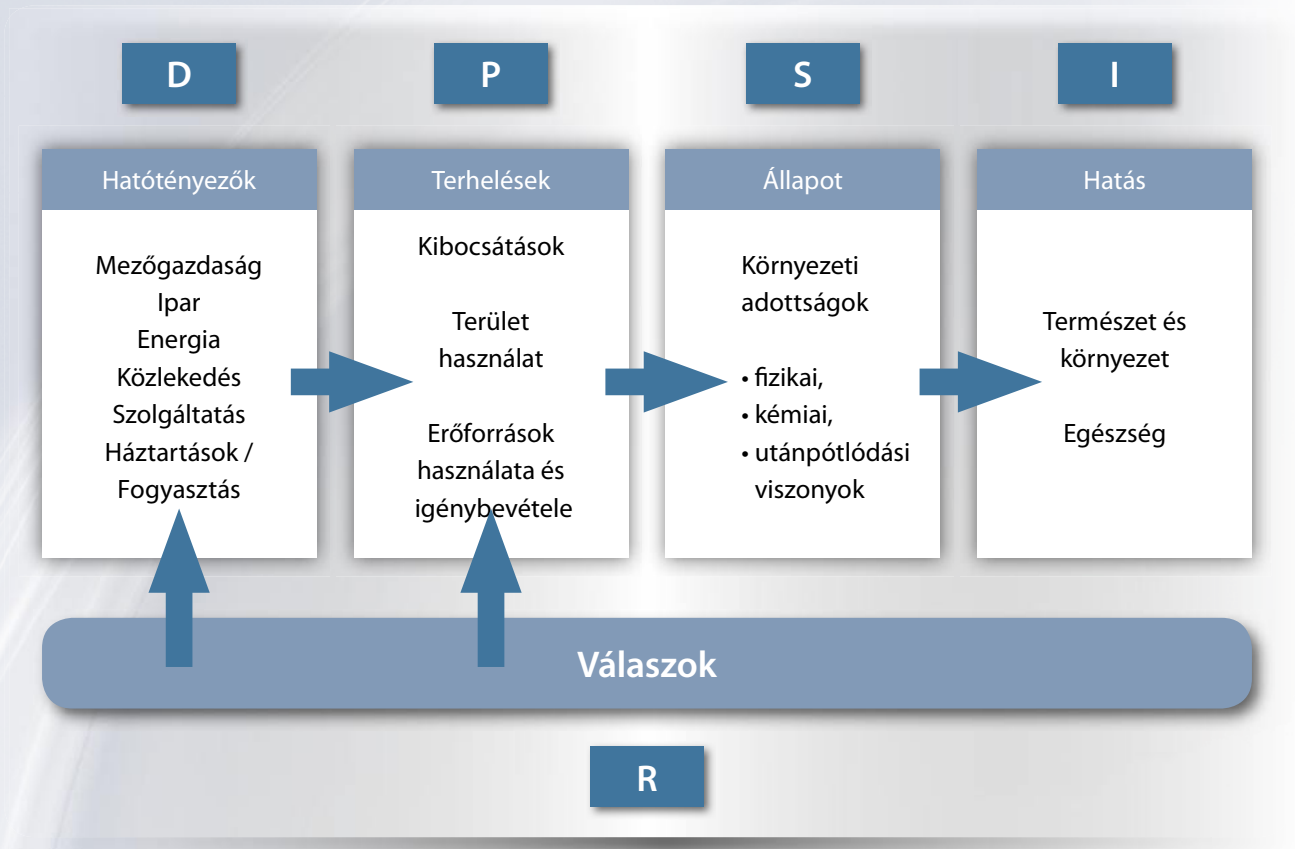 D
P
S
I
Hatótényezők
Mezőgazdaság
Ipar
Energia
Közlekedés
Szolgáltatás
Háztartások /
Fogyasztás
Terhelések
Kibocsátások
Terület
használat
Erőforrások
használata és
igénybevétele
Állapot
Környezeti
adottságok
• fizikai,
• kémiai,
• utánpótlódási
viszonyok
Hatás
Természet és
környezet
Egészség
Válaszok
R